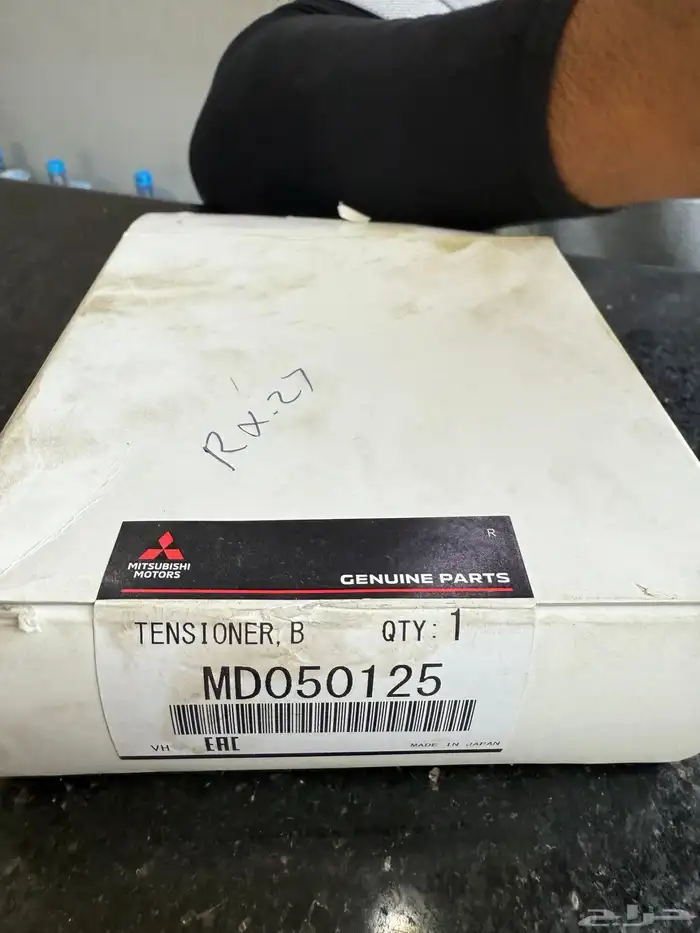 RX-27
R
MITSUBISHI
MOTORS
GENUINE PARTS
TENSIONER, B QTY: 1
MD050125
VH EAC MADE IN JAPAN
حراج